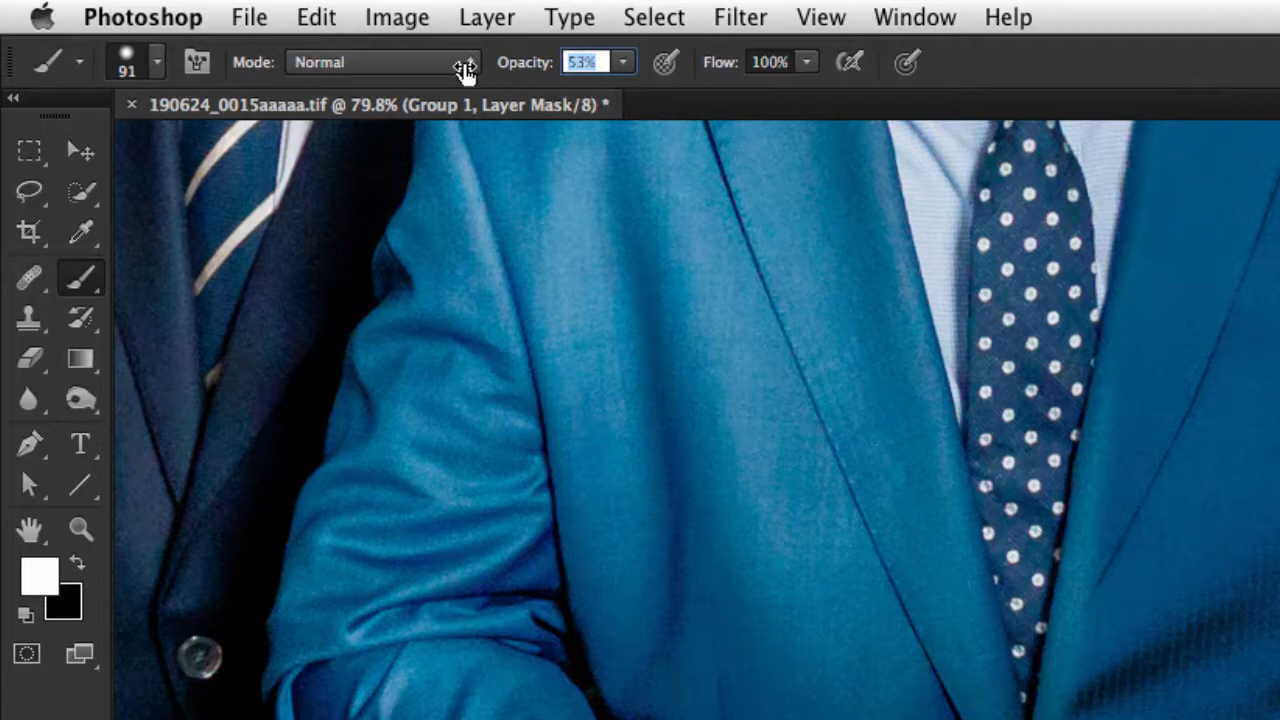 Photoshop File Edit Image Layer Type Select Filter View Window Help
91 Mode: Normal Opacity: 53% Flow: 100%
× 190624_0015aaaaa.tif @ 79.8% (Group 1, Layer Mask/8) *
T